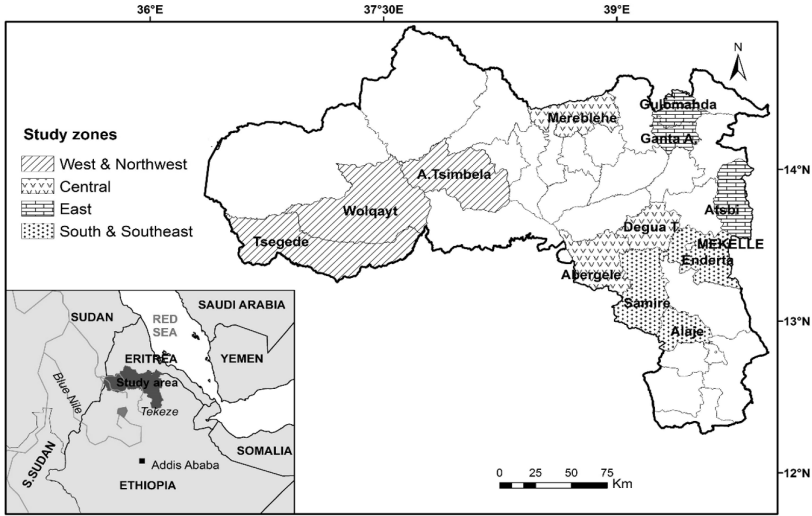 36°E
37°30'E
39°E
N
Gulomahda
Mereblehe
Ganta A.
Study zones
West & Northwest
Central
East
South & Southeast
14°N
A.Tsimbela
Wolqayt
Atsbi
Tsegede
Degua T.
MEKELLE
Enderta
Abergele
Samire
Alaje
13°N
SUDAN
SAUDI ARABIA
RED
SEA
ERITREA
YEMEN
Study area
Blue Nile
Tekeze
S.SUDAN
SOMALIA
Addis Ababa
ETHIOPIA
12°N
0 25 50 75
Km